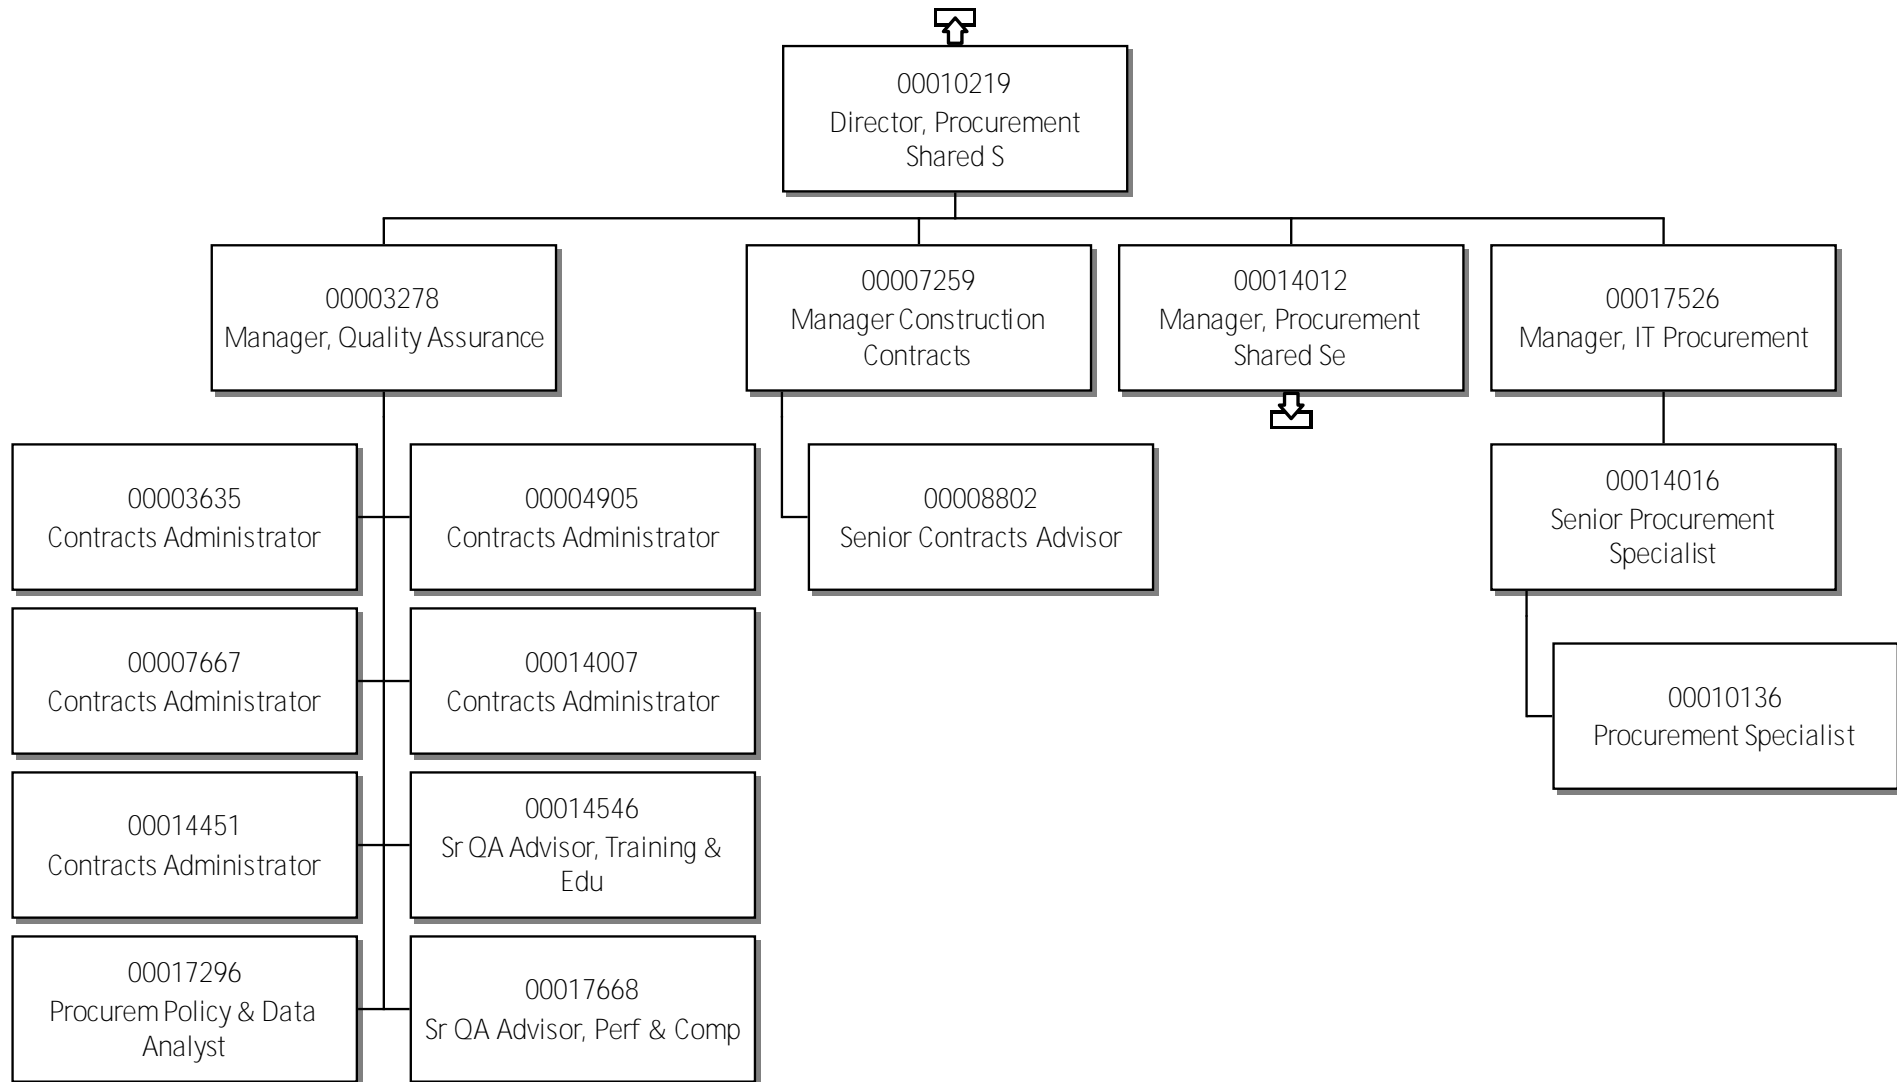 00010219
Director, Procurement
Shared S
00003278
Manager, Quality Assurance
00007259
Manager Construction
Contracts
00014012
Manager, Procurement
Shared Se
00017526
Manager, IT Procurement
00003635
Contracts Administrator
00004905
Contracts Administrator
00008802
Senior Contracts Advisor
00014016
Senior Procurement
Specialist
00007667
Contracts Administrator
00014007
Contracts Administrator
00010136
Procurement Specialist
00014451
Contracts Administrator
00014546
Sr QA Advisor, Training &
Edu
00017296
Procurem Policy & Data
Analyst
00017668
Sr QA Advisor, Perf & Comp